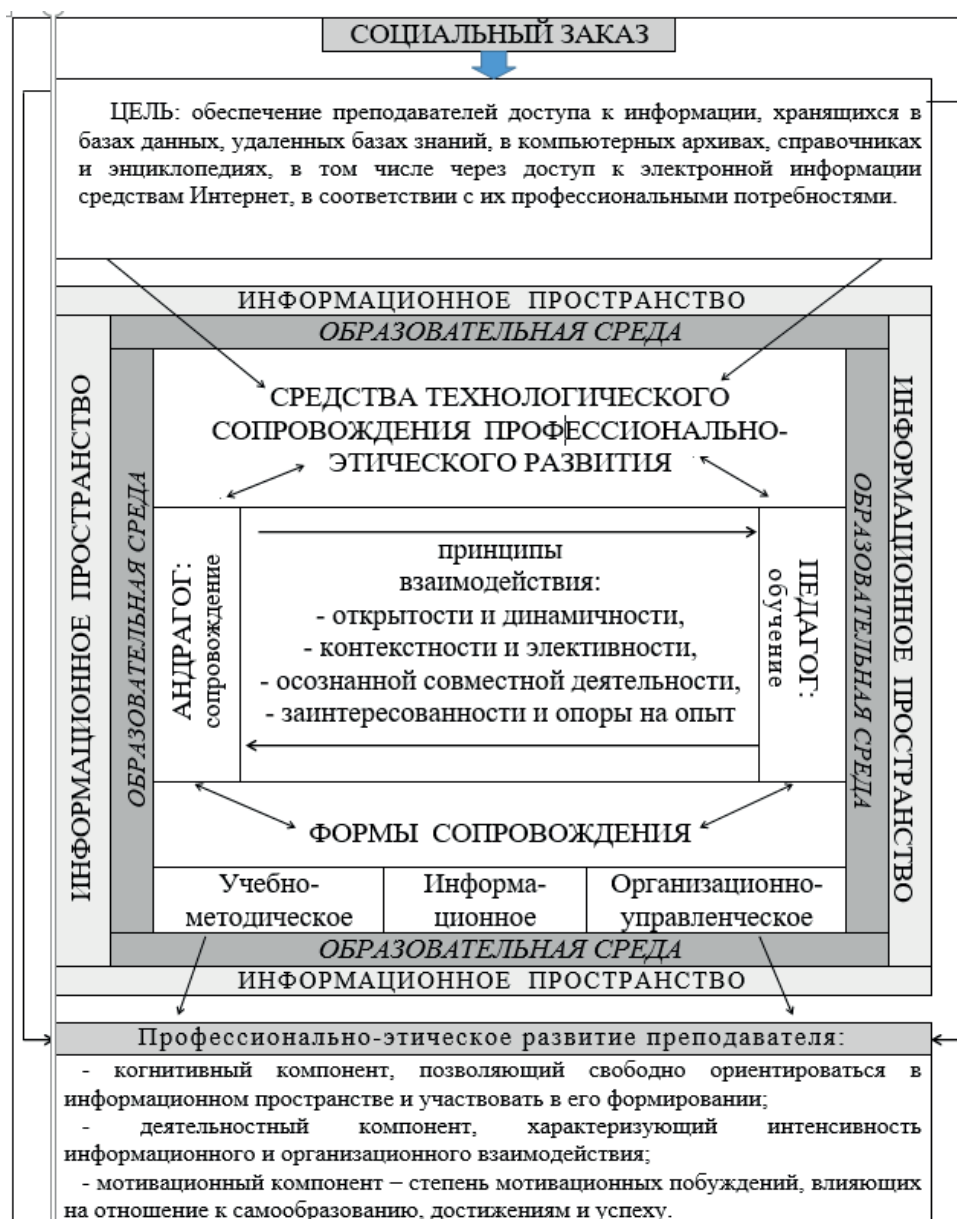 СОЦИАЛЬНЫЙ ЗАКАЗ
ЦЕЛЬ: обеспечение преподавателей доступа к информации, хранящихся в
базах данных, удаленных базах знаний, в компьютерных архивах, справочниках
и энциклопедиях, в том числе через доступ к электронной информации
средствам Интернет, в соответствии с их профессиональными потребностями.
ИНФОРМАЦИОННОЕ ПРОСТРАНСТВО
ОБРАЗОВАТЕЛЬНАЯ СРЕДА
ИНФОРМАЦИОННОЕ ПРОСТРАНСТВО
ОБРАЗОВАТЕЛЬНАЯ СРЕДА
СРЕДСТВА ТЕХНОЛОГИЧЕСКОГО
СОПРОВОЖДЕНИЯ ПРОФЕССИОНАЛЬНО-
ЭТИЧЕСКОГО РАЗВИТИЯ
АНДРАГОГ:
сопровождение
принципы
взаимодействия:
- открытости и динамичности,
- контекстности и элективности,
- осознанной совместной деятельности,
- заинтересованности и опоры на опыт
ПЕДАГОГ:
обучение
ОБРАЗОВАТЕЛЬНАЯ СРЕДА
ИНФОРМАЦИОННОЕ ПРОСТРАНСТВО
ФОРМЫ СОПРОВОЖДЕНИЯ
Учебно-
методическое
Информа-
ционное
Организационно-
управленческое
ОБРАЗОВАТЕЛЬНАЯ СРЕДА
ИНФОРМАЦИОННОЕ ПРОСТРАНСТВО
Профессионально-этическое развитие преподавателя:
- когнитивный компонент, позволяющий свободно ориентироваться в
информационном пространстве и участвовать в его формировании;
- деятельностный компонент, характеризующий интенсивность
информационного и организационного взаимодействия;
- мотивационный компонент – степень мотивационных побуждений, влияющих
на отношение к самообразованию, достижениям и успеху.